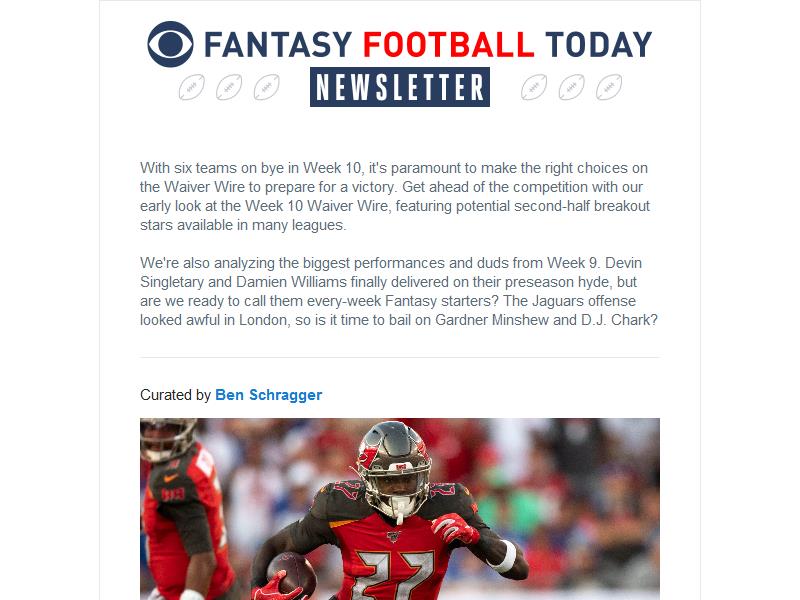 FANTASY FOOTBALL TODAY
NEWSLETTER
With six teams on bye in Week 10, it's paramount to make the right choices on
the Waiver Wire to prepare for a victory. Get ahead of the competition with our
early look at the Week 10 Waiver Wire, featuring potential second-half breakout
stars available in many leagues.
We're also analyzing the biggest performances and duds from Week 9. Devin
Singletary and Damien Williams finally delivered on their preseason hyde, but
are we ready to call them every-week Fantasy starters? The Jaguars offense
looked awful in London, so is it time to bail on Gardner Minshew and D.J. Chark?
Curated by Ben Schragger
27
27
27